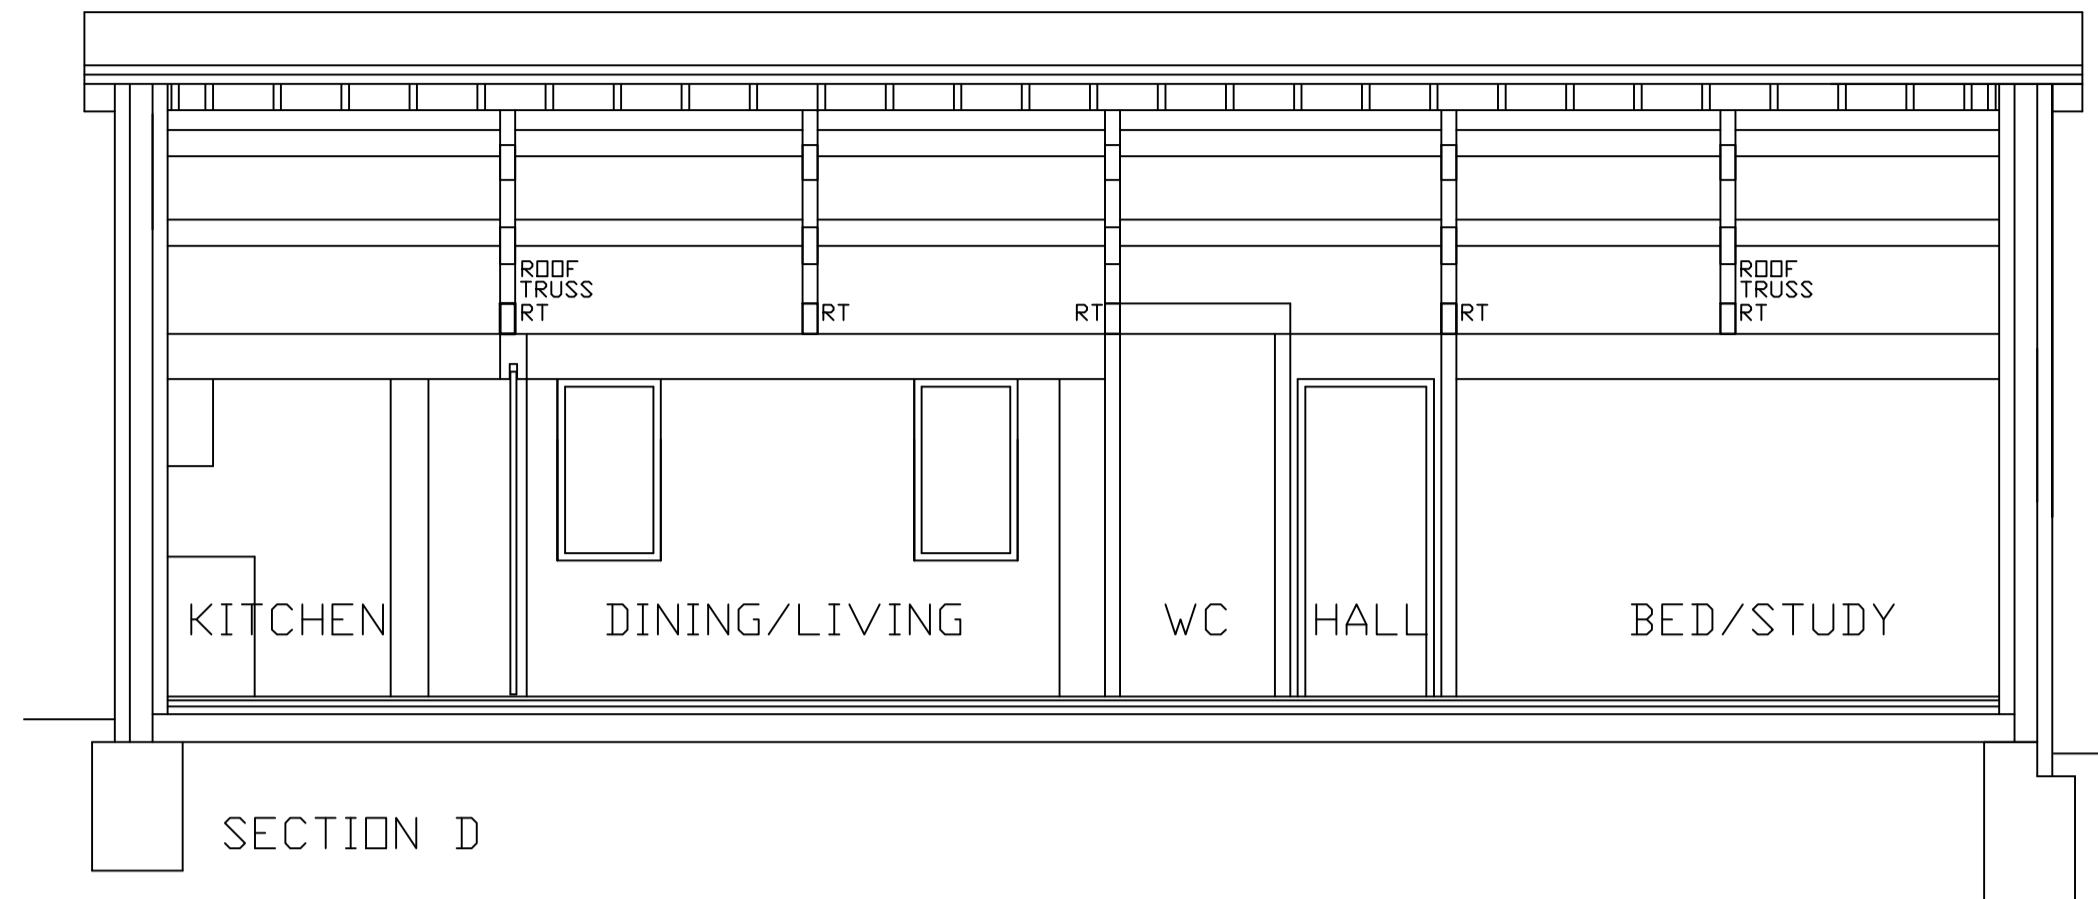 ROOF
TRUSS
RT
RT
RT
RT
ROOF
TRUSS
RT
KITCHEN
DINING/LIVING
WC
HALL
BED/STUDY
SECTION D